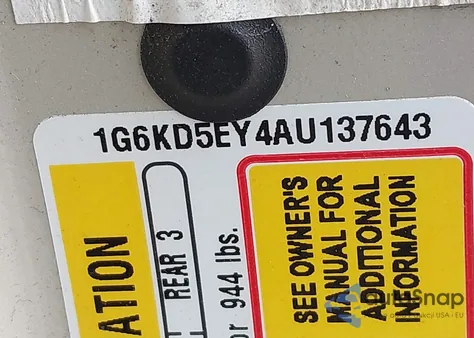 1G6KD5EY4AU137643
ATION
REAR 3
or 944 lbs.
SEE OWNER'S
MANUAL FOR
ADDITIONAL
INFORMATION
AutoSnap